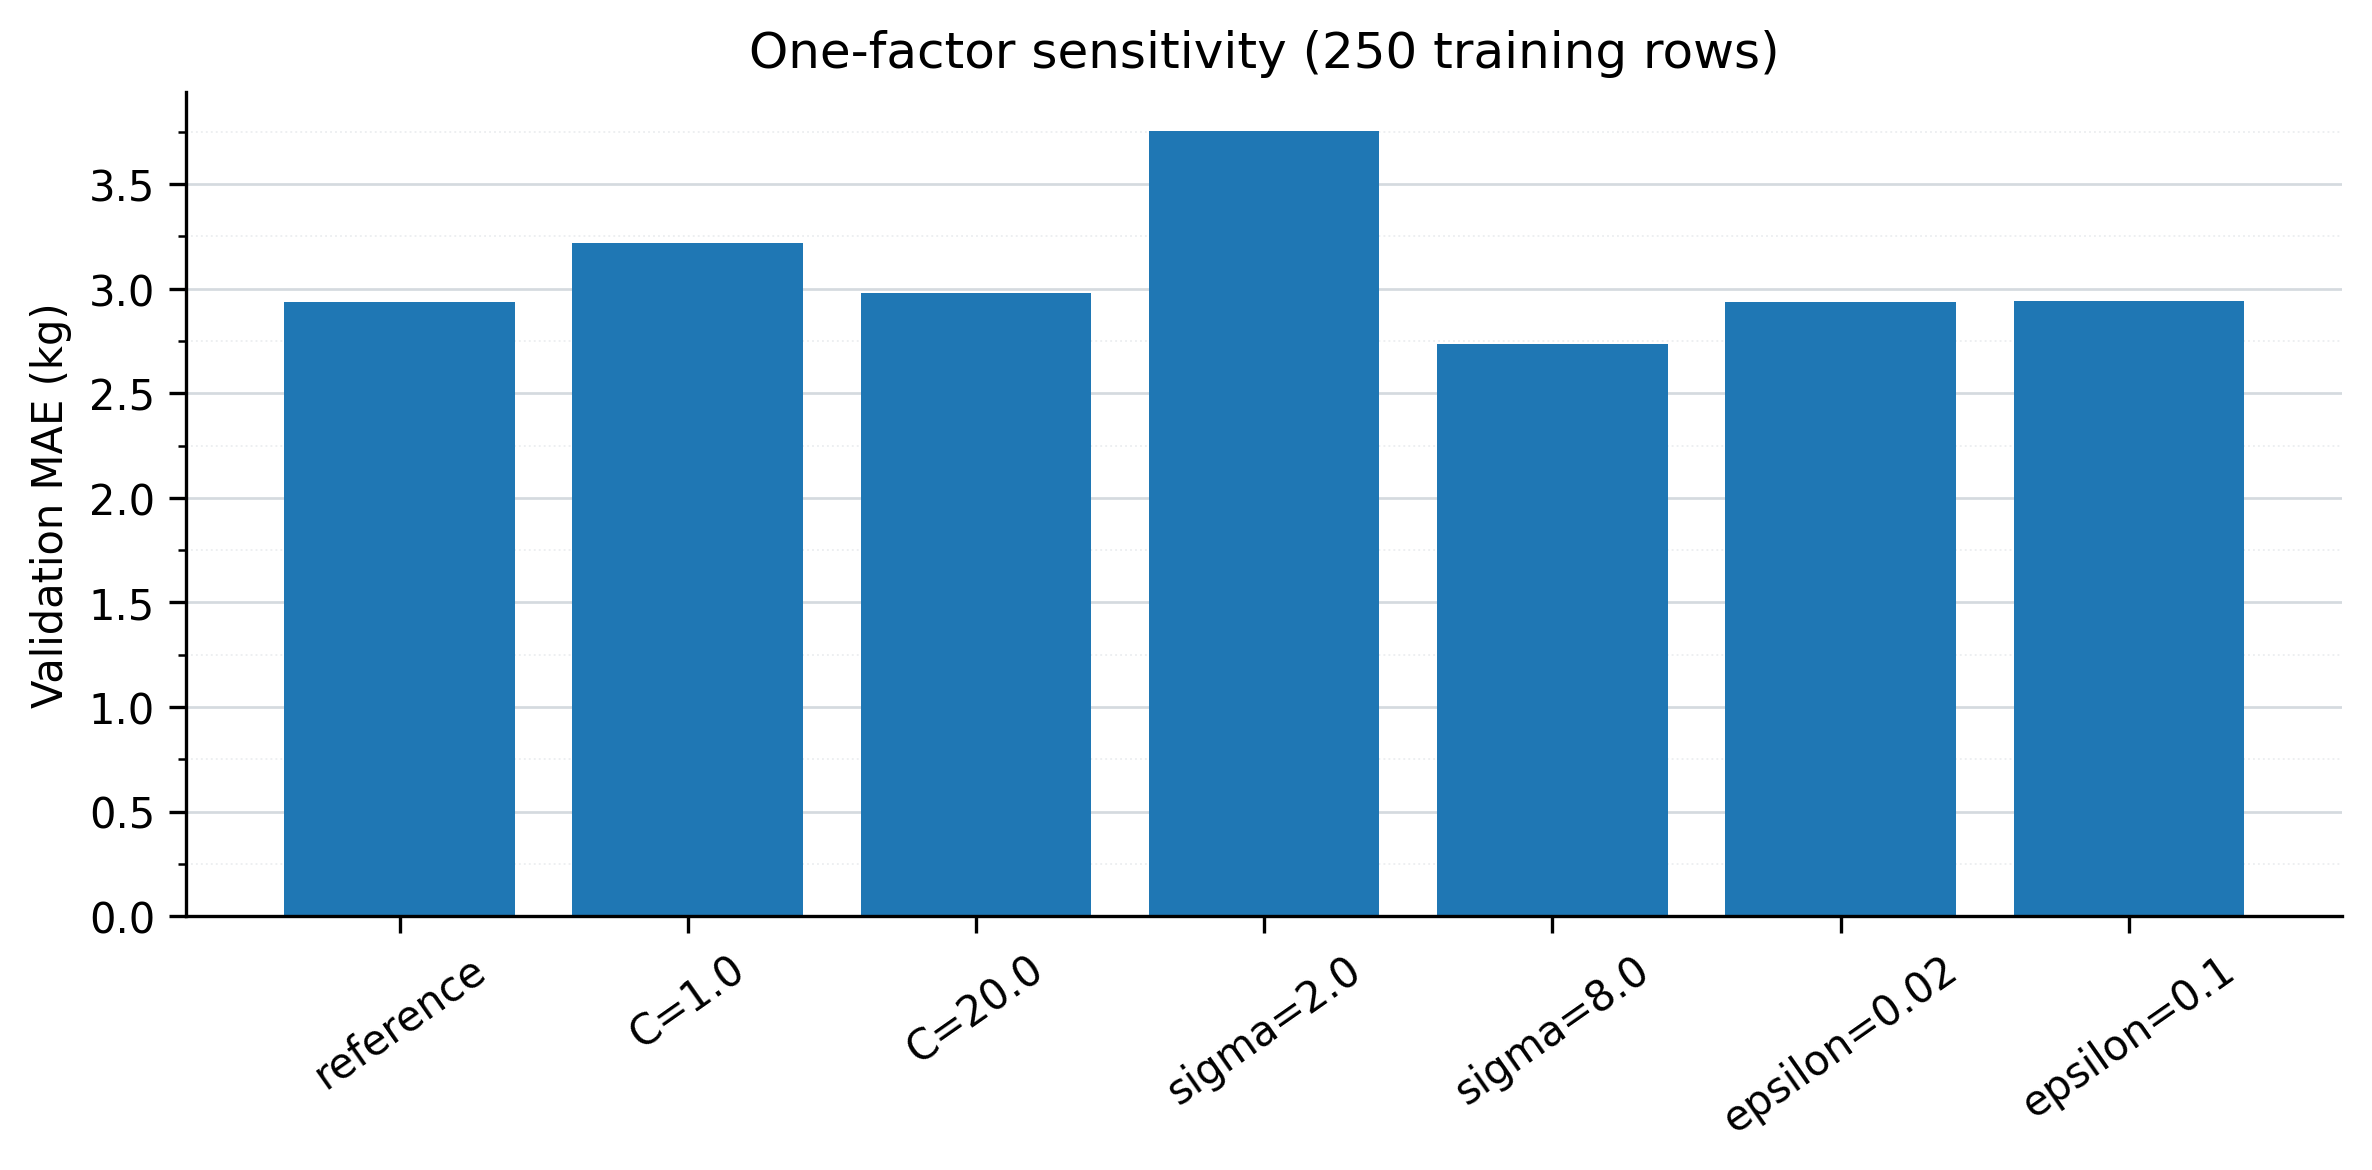 One-factor sensitivity (250 training rows)
Validation MAE (kg)
3.5
3.0
2.5
2.0
1.5
1.0
0.5
0.0
reference
C=1.0
C=20.0
sigma=2.0
sigma=8.0
epsilon=0.02
epsilon=0.1